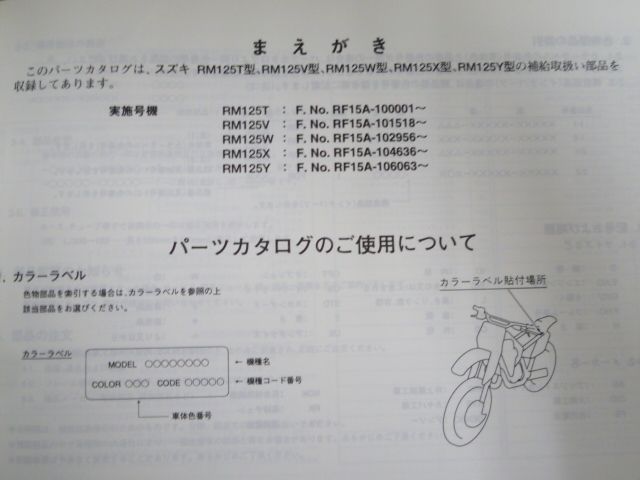 まえがき
このパーツカタログは、スズキ RM125T型、RM125V型、RM125W型、RM125X型、RM125Y型の補給取扱い部品を
収録してあります。
実施号機 RM125T : F. No. RF15A-100001〜
RM125V : F. No. RF15A-101518〜
RM125W : F. No. RF15A-102956〜
RM125X : F. No. RF15A-104636〜
RM125Y : F. No. RF15A-106063〜
パーツカタログのご使用について
1. カラーラベル
色物部品を索引する場合は、カラーラベルを参照の上
該当部品をお選びください。
カラーラベル貼付場所
カラーラベル
MODEL ○○○○○○○○ ← 機種名
COLOR ○○○ CODE ○○○○○ ← 機種コード番号
車体色番号